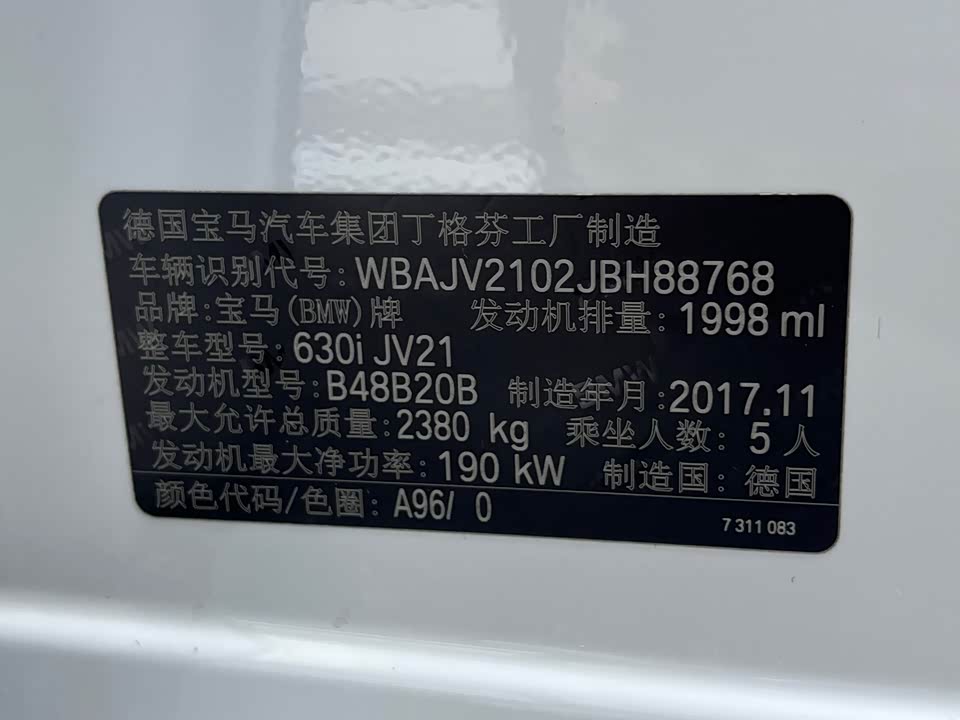 德国宝马汽车集团丁格芬工厂制造
车辆识别代号: WBAJV2102JBH88768
品牌:宝马(BMW)牌 发动机排量: 1998 ml
整车型号: 630i JV21
发动机型号: B48B20B 制造年月:2017.11
最大允许总质量:2380 kg 乘坐人数: 5 人
发动机最大净功率: 190 kW 制造国: 德国
颜色代码/色圈: A96/ 0
7 311 083